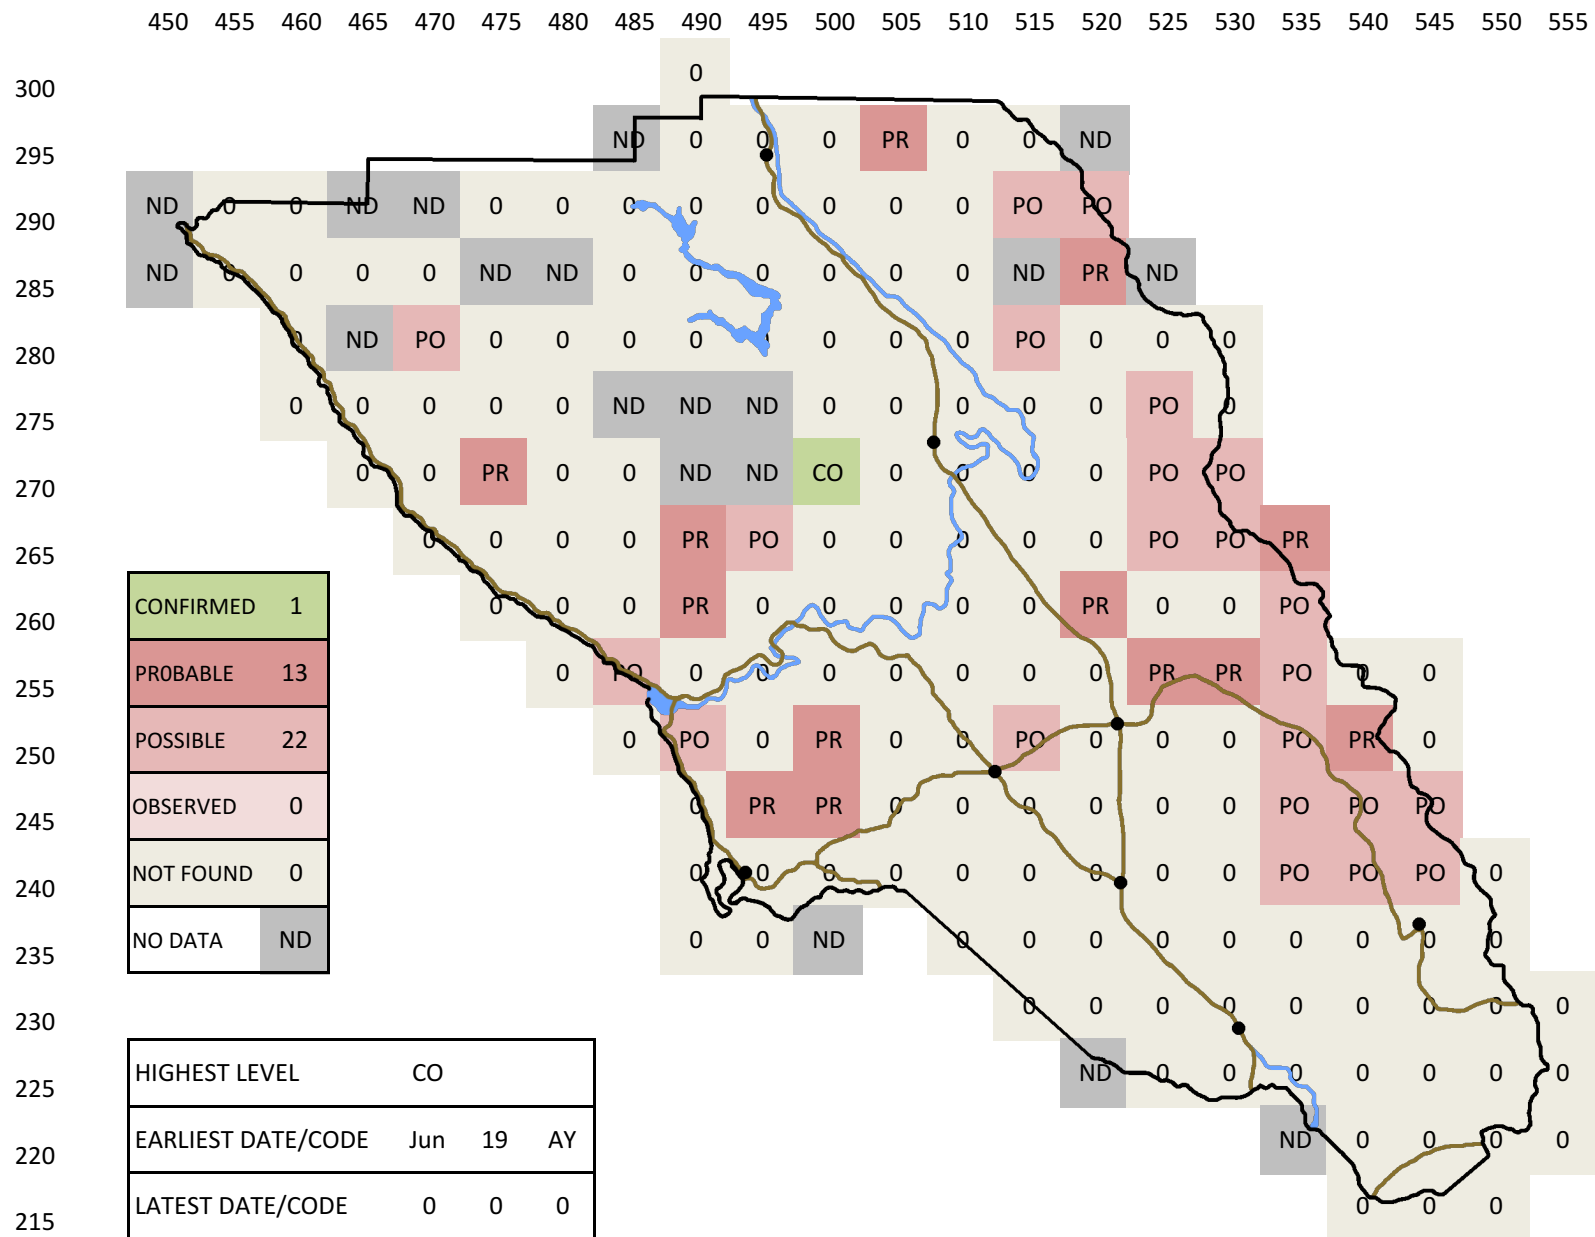 450 455 460 465 470 475 480 485 490 495 500 505 510 515 520 525 530 535 540 545 550 555
0
300
ND 0 0 0 PR 0 0 ND
295
ND 0 0 ND ND 0 0 0 0 0 0 0 0 PO PO
290
ND 0 0 0 0 ND ND 0 0 0 0 0 0 ND PR ND
285
0 ND PO 0 0 0 0 0 0 0 0 PO 0 0 0
280
0 0 0 0 0 ND ND ND 0 0 0 0 0 PO 0
275
0 0 PR 0 0 ND ND CO 0 0 0 0 PO PO
270
0 0 0 0 PR PO 0 0 0 0 0 PO PO PR
265
CONFIRMED 1
0 0 0 PR 0 0 0 0 0 PR 0 0 PO
260
PR0BABLE 13
0 PO 0 0 0 0 0 0 0 PR PR PO 0 0
255
POSSIBLE 22
0 PO 0 PR 0 0 PO 0 0 0 PO PR 0
250
OBSERVED 0
0 PR PR 0 0 0 0 0 0 PO PO PO
245
NOT FOUND 0
0 0 0 0 0 0 0 0 0 PO PO PO 0
240
NO DATA ND
0 0 ND 0 0 0 0 0 0 0 0 0
235
0 0 0 0 0 0 0 0 0
230
HIGHEST LEVEL CO
ND 0 0 0 0 0 0 0
225
EARLIEST DATE/CODE Jun 19 AY
ND 0 0 0 0
220
LATEST DATE/CODE 0 0 0
0 0 0
215